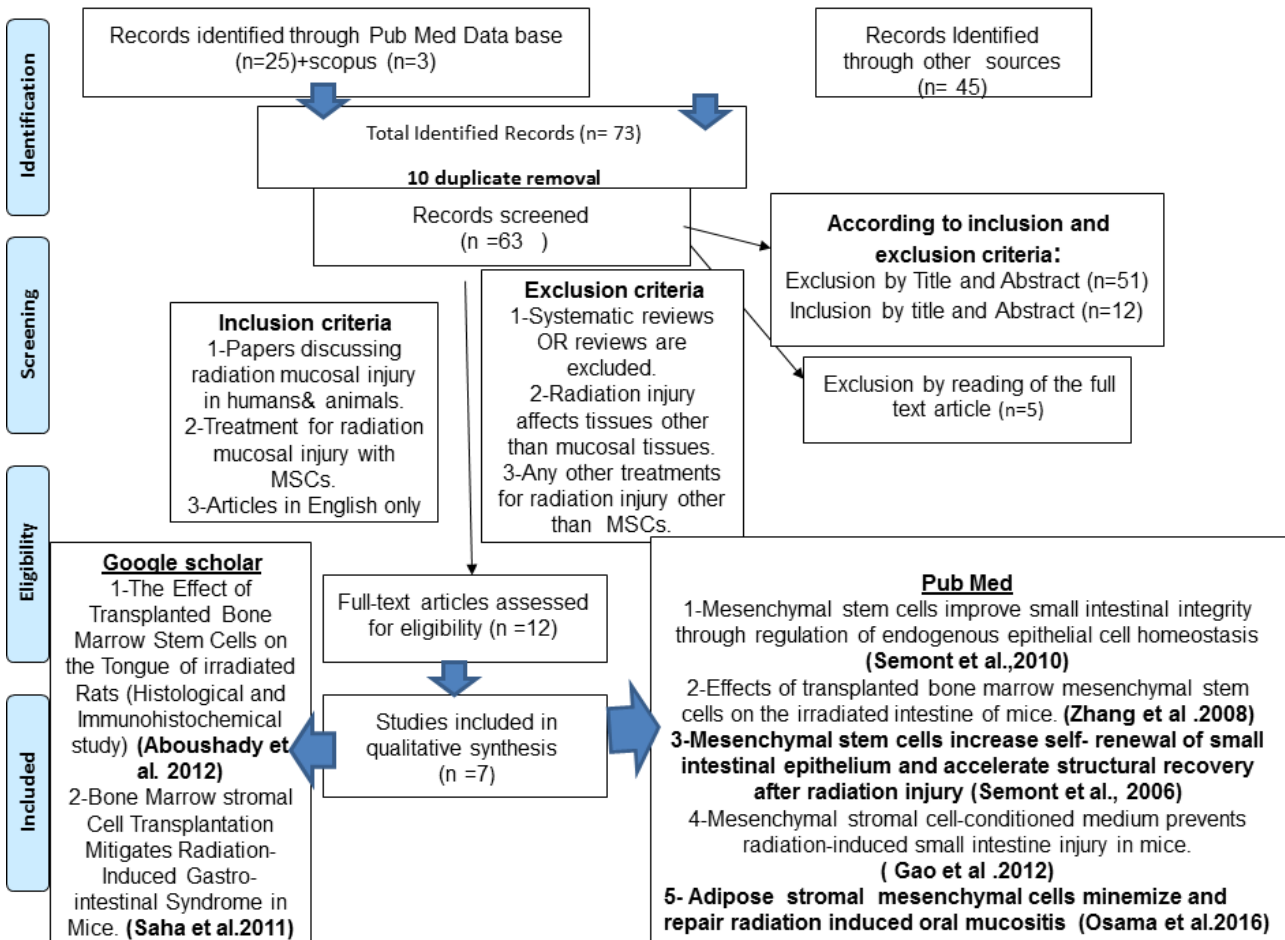 Identification
Records identified through Pub Med Data base
(n=25)+scopus (n=3)
Records Identified
through other sources
(n= 45)
Total Identified Records (n= 73)
10 duplicate removal
Records screened
(n =63 )
Screening
According to inclusion and
exclusion criteria:
Exclusion by Title and Abstract (n=51)
Inclusion by title and Abstract (n=12)
Exclusion by reading of the full
text article (n=5)
Inclusion criteria
1-Papers discussing
radiation mucosal injury
in humans& animals.
2-Treatment for radiation
mucosal injury with
MSCs.
3-Articles in English only
Exclusion criteria
1-Systematic reviews
OR reviews are
excluded.
2-Radiation injury
affects tissues other
than mucosal tissues.
3-Any other treatments
for radiation injury other
than MSCs.
Eligibility
Full-text articles assessed
for eligibility (n =12)
Included
Studies included in
qualitative synthesis
(n =7)
Google scholar
1-The Effect of
Transplanted Bone
Marrow Stem Cells on
the Tongue of irradiated
Rats (Histological and
Immunohistochemical
study) (Aboushady et
al. 2012)
2-Bone Marrow stromal
Cell Transplantation
Mitigates Radiation-
Induced Gastro-
intestinal Syndrome in
Mice. (Saha et al.2011)
Pub Med
1-Mesenchymal stem cells improve small intestinal integrity
through regulation of endogenous epithelial cell homeostasis
(Semont et al.,2010)
2-Effects of transplanted bone marrow mesenchymal stem
cells on the irradiated intestine of mice. (Zhang et al .2008)
3-Mesenchymal stem cells increase self- renewal of small
intestinal epithelium and accelerate structural recovery
after radiation injury (Semont et al., 2006)
4-Mesenchymal stromal cell-conditioned medium prevents
radiation-induced small intestine injury in mice.
( Gao et al .2012)
5- Adipose stromal mesenchymal cells minemize and
repair radiation induced oral mucositis (Osama et al.2016)